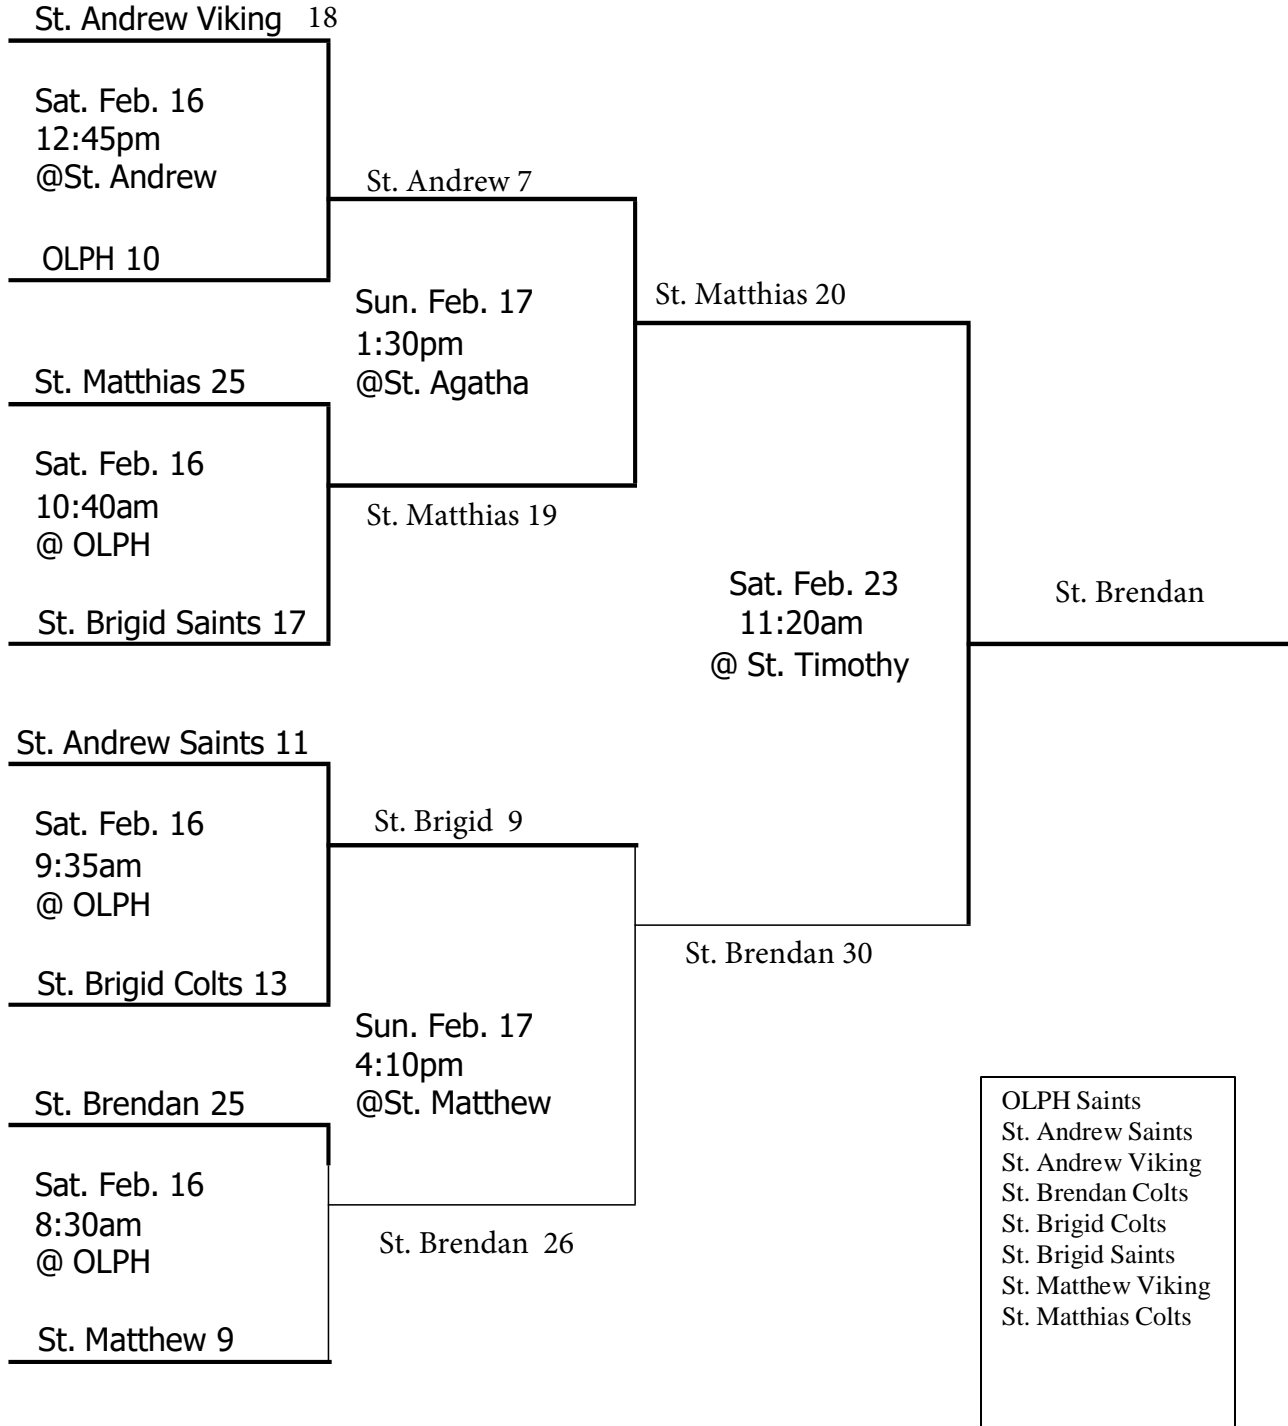 St. Andrew Viking 18
Sat. Feb. 16
12:45pm
@St. Andrew
OLPH 10
St. Andrew 7
Sun. Feb. 17
1:30pm
@St. Agatha
St. Matthias 20
St. Matthias 25
Sat. Feb. 16
10:40am
@ OLPH
St. Brigid Saints 17
St. Matthias 19
Sat. Feb. 23
11:20am
@ St. Timothy
St. Brendan
St. Andrew Saints 11
Sat. Feb. 16
9:35am
@ OLPH
St. Brigid Colts 13
St. Brigid 9
Sun. Feb. 17
4:10pm
@St. Matthew
St. Brendan 30
St. Brendan 25
Sat. Feb. 16
8:30am
@ OLPH
St. Matthew 9
St. Brendan 26
OLPH Saints
St. Andrew Saints
St. Andrew Viking
St. Brendan Colts
St. Brigid Colts
St. Brigid Saints
St. Matthew Viking
St. Matthias Colts